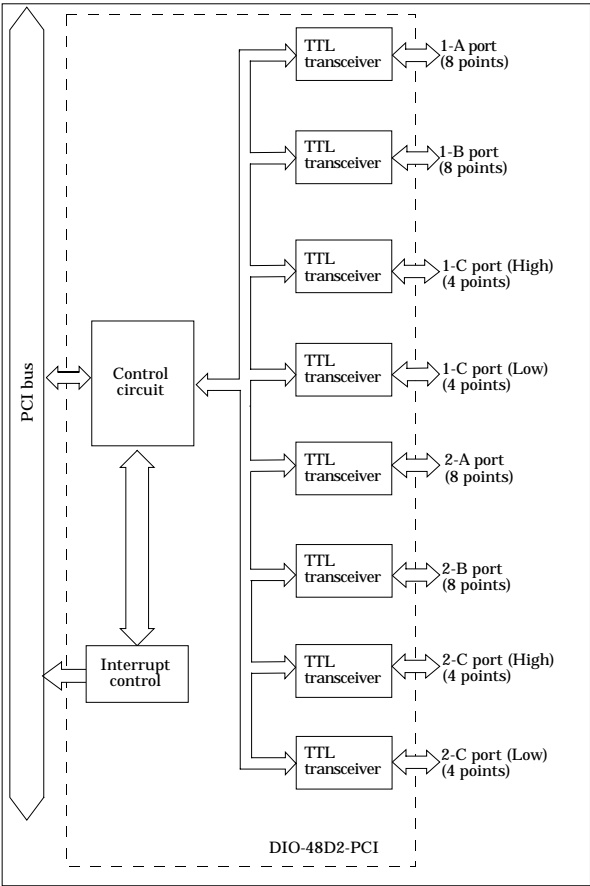 PCI bus
Control
circuit
Interrupt
control
TTL
transceiver
1-A port
(8 points)
TTL
transceiver
1-B port
(8 points)
TTL
transceiver
1-C port (High)
(4 points)
TTL
transceiver
1-C port (Low)
(4 points)
TTL
transceiver
2-A port
(8 points)
TTL
transceiver
2-B port
(8 points)
TTL
transceiver
2-C port (High)
(4 points)
TTL
transceiver
2-C port (Low)
(4 points)
DIO-48D2-PCI